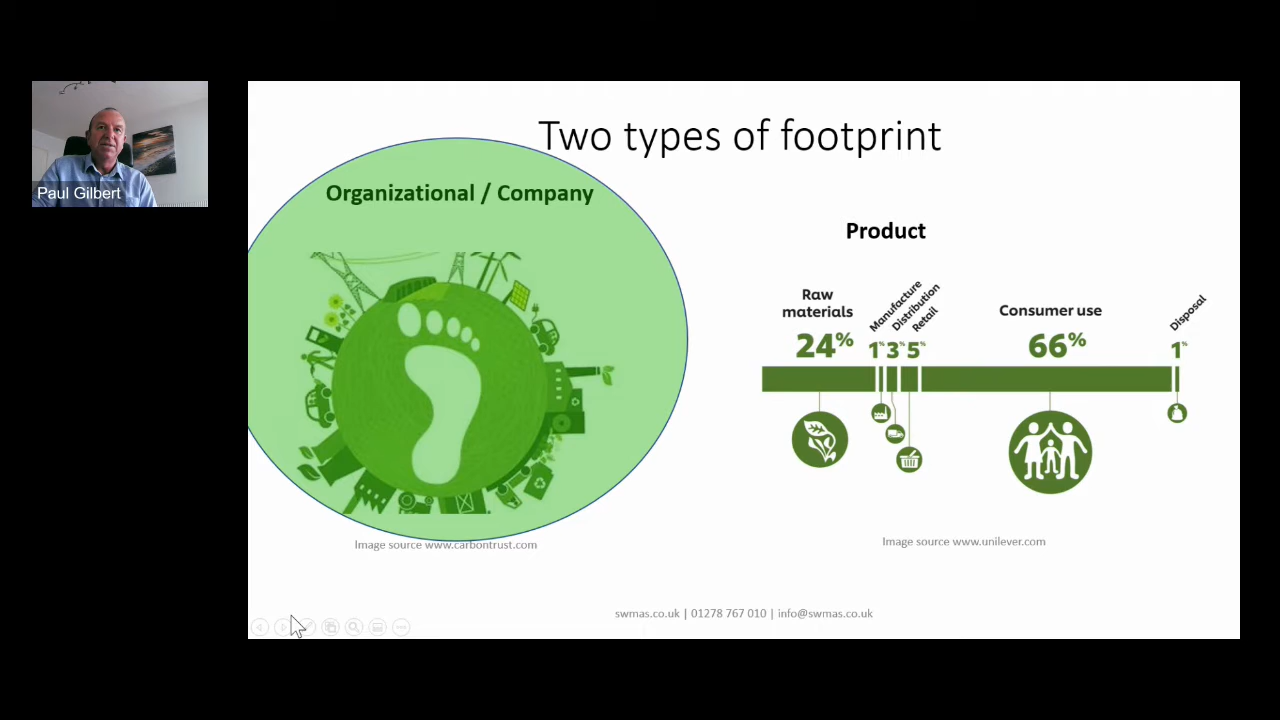 Paul Gilbert
Two types of footprint
Organizational / Company
Product
Raw
materials
24%
Manufacture
1%
Distribution
3%
Retail
5%
Consumer use
66%
Disposal
1%
Image source www.carbontrust.com
Image source www.unilever.com
swmas.co.uk | 01278 767 010 | info@swmas.co.uk